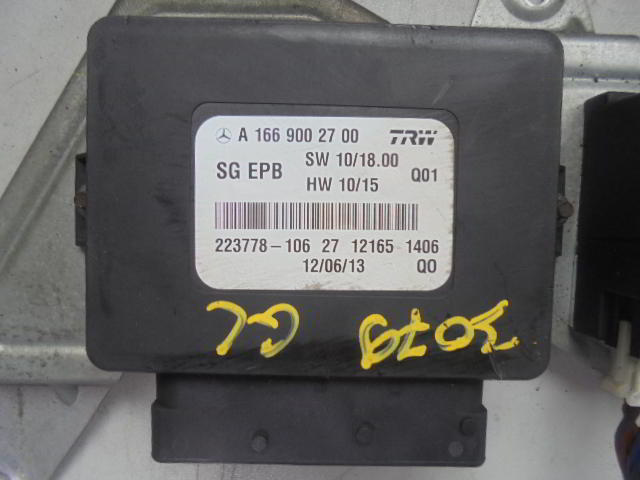 A 166 900 27 00 TRW
SG EPB SW 10/18.00 Q01
HW 10/15
223778-106 27 12165 1406
12/06/13 Q0
GL